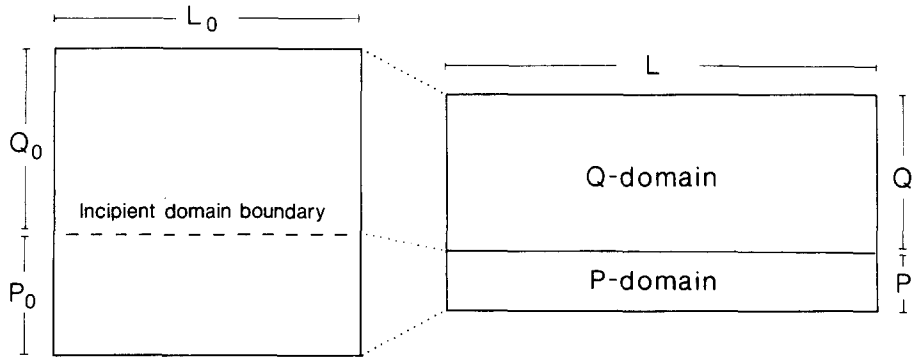 L₀
L
Q₀
Q
Q-domain
Incipient domain boundary
P₀
P-domain
P